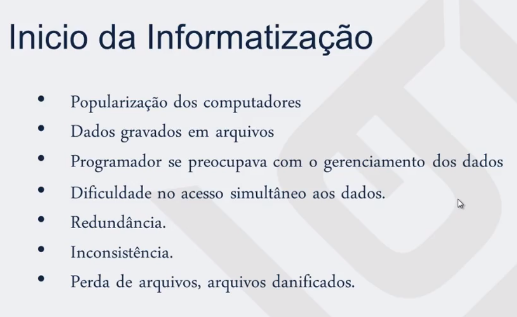 Inicio da Informatização
• Popularização dos computadores
• Dados gravados em arquivos
• Programador se preocupava com o gerenciamento dos dados
• Dificuldade no acesso simultâneo aos dados.
• Redundância.
• Inconsistência.
• Perda de arquivos, arquivos danificados.